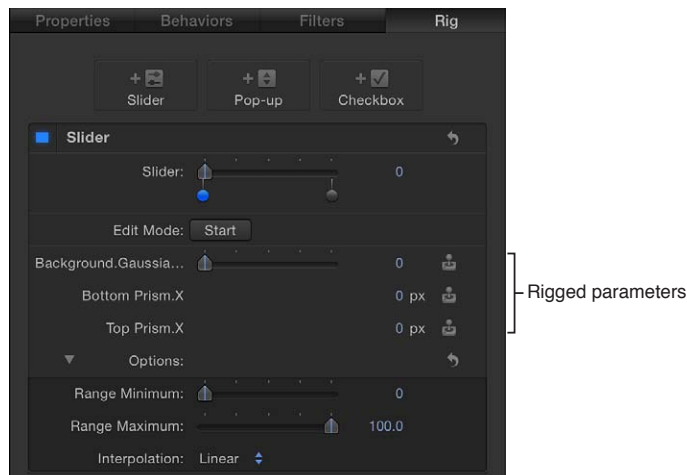 Properties Behaviors Filters Rig
+ + +
Slider Pop-up Checkbox
Slider
Slider: 0
Edit Mode: Start
Background.Gaussia... 0
Bottom Prism.X 0 px
Rigged parameters
Top Prism.X 0 px
Options:
Range Minimum: 0
Range Maximum: 100.0
Interpolation: Linear